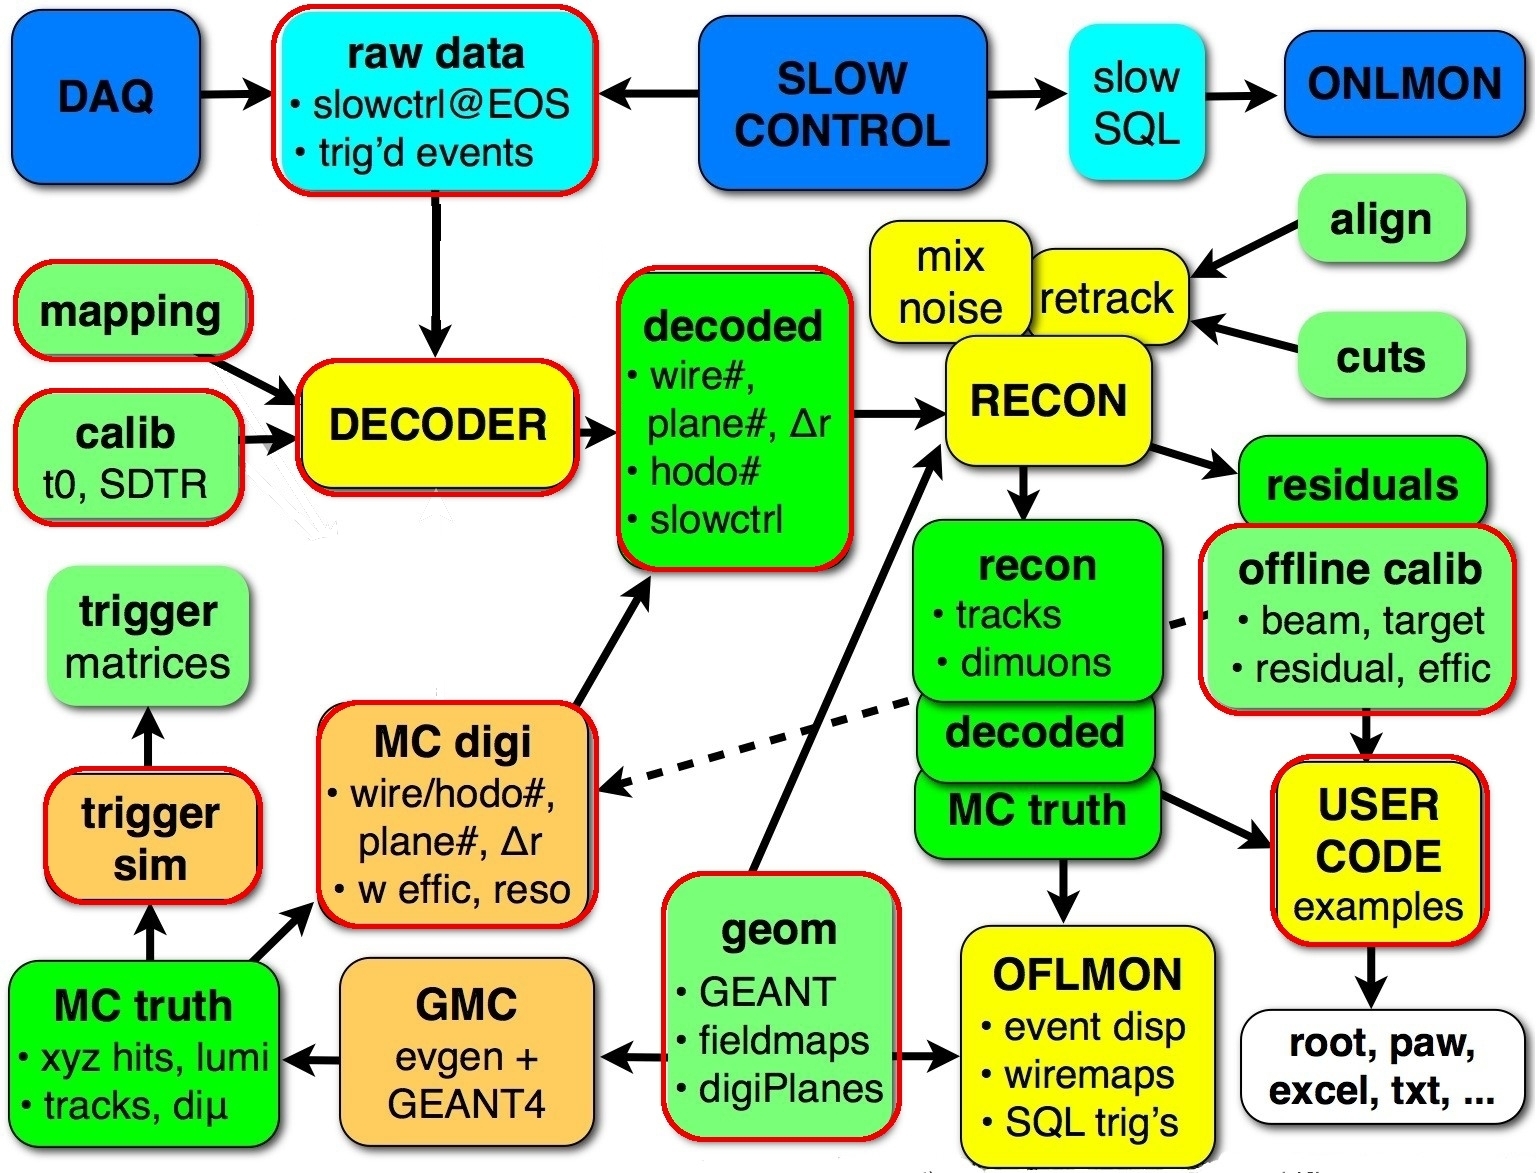 DAQ
raw data
• slowctrl@EOS
• trig'd events
SLOW
CONTROL
slow
SQL
ONLMON
align
mix
noise
retrack
cuts
mapping
calib
t0, SDTR
DECODER
decoded
• wire#,
plane#, Δr
• hodo#
• slowctrl
RECON
residuals
offline calib
• beam, target
• residual, effic
recon
• tracks
• dimuons
decoded
MC truth
trigger
matrices
trigger
sim
MC digi
• wire/hodo#,
plane#, Δr
• w effic, reso
USER
CODE
examples
MC truth
• xyz hits, lumi
• tracks, diμ
GMC
evgen +
GEANT4
geom
• GEANT
• fieldmaps
• digiPlanes
OFLMON
• event disp
• wiremaps
• SQL trig's
root, paw,
excel, txt, ...